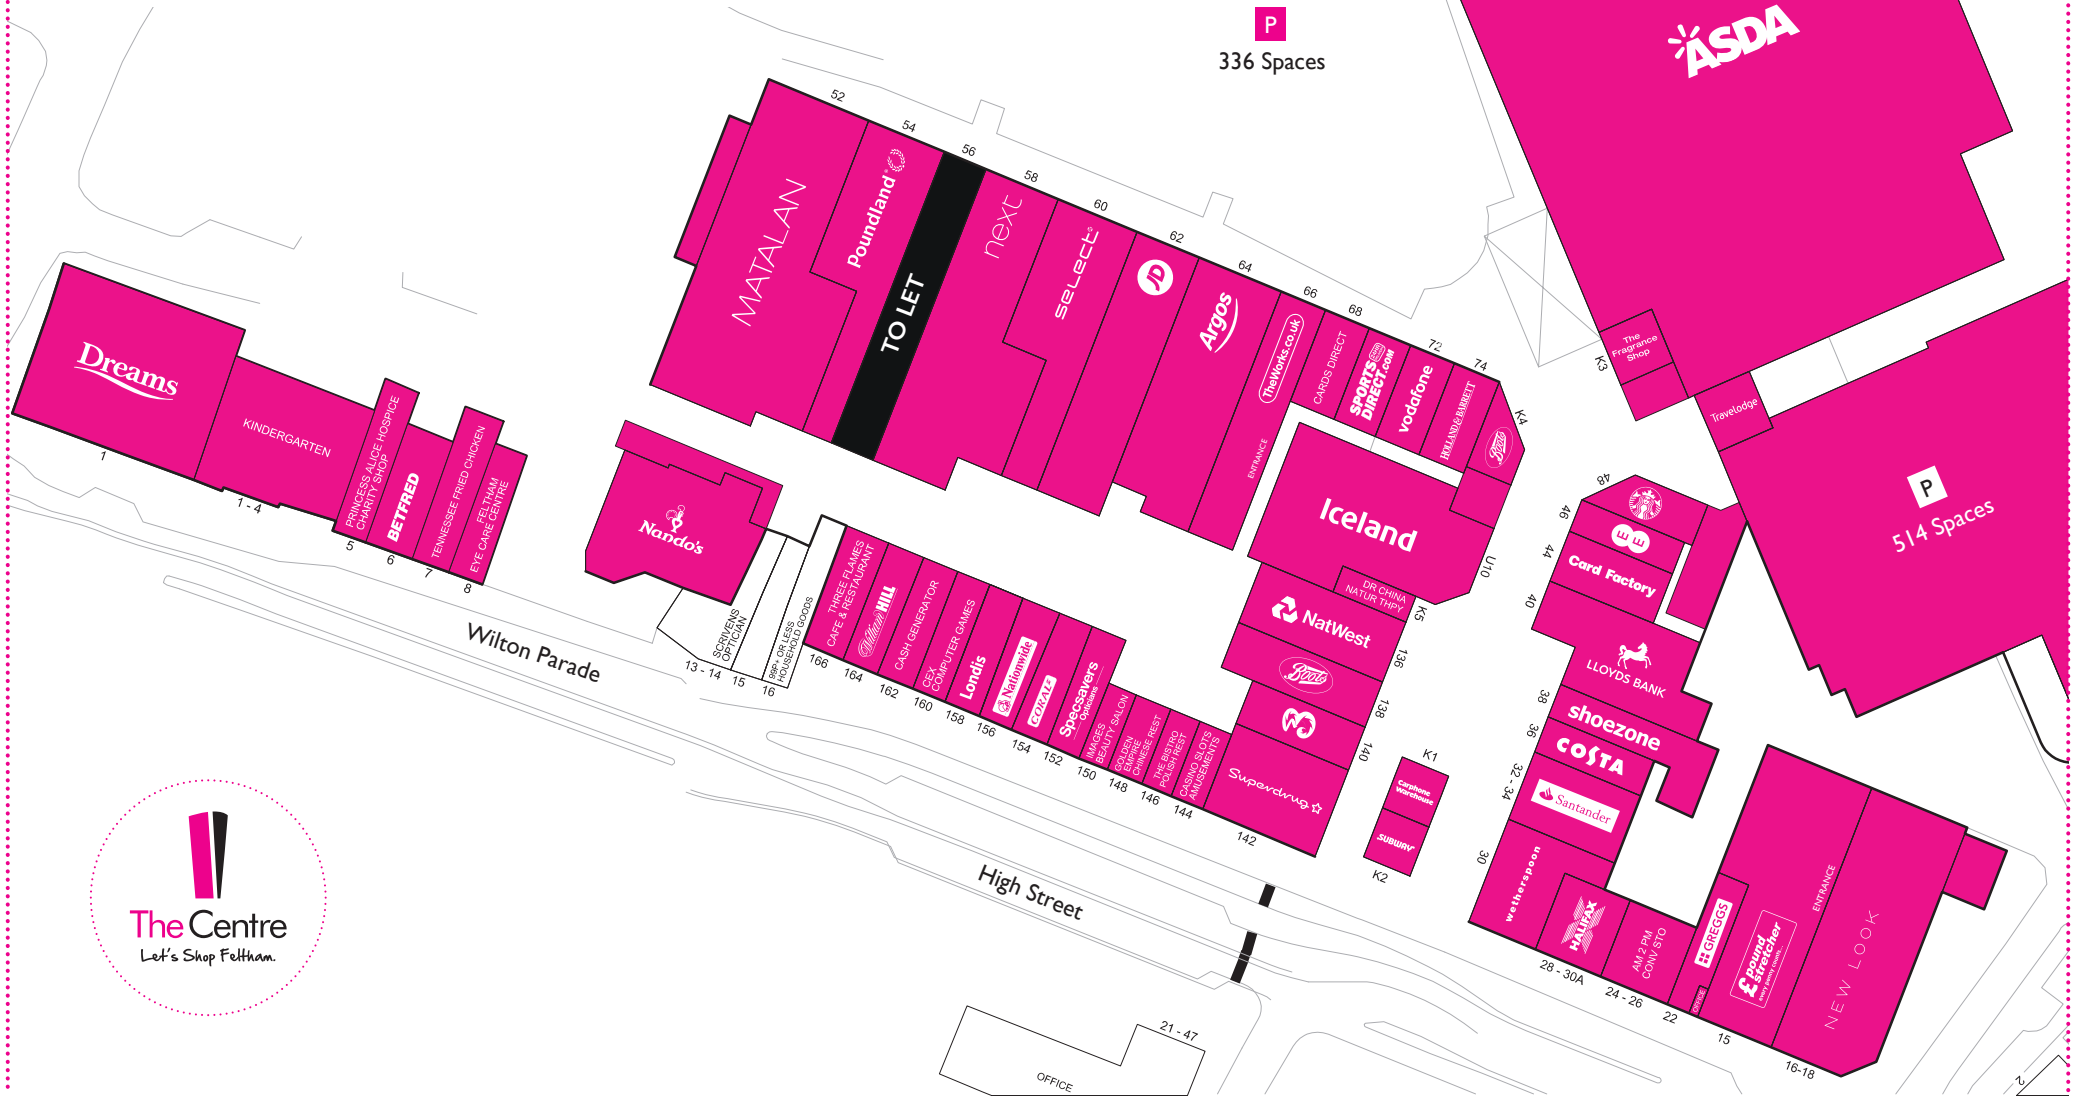 P
336 Spaces
ASDA
52
54
56
58
60
62
64
66
68
72
74
K4
MATALAN
Poundland
TO LET
next
select
JD
Argos
TheWorks.co.uk
ENTRANCE
CARDS DIRECT
SPORTS
DIRECT.COM
vodafone
HOLLAND & BARRETT
Boots
K3
The
Fragrance
Shop
Travelodge
P
514 Spaces
Dreams
KINDERGARTEN
PRINCESS ALICE HOSPICE
CHARITY SHOP
BETFRED
TENNESSEE FRIED CHICKEN
FELTHAM
EYE CARE CENTRE
1
1 - 4
5
6
7
8
Wilton Parade
Nando's
SCRIVENS
OPTICIAN
99P+ OR LESS
HOUSEHOLD GOODS
13 - 14
15
16
THREE FLAMES
CAFE & RESTAURANT
William HILL
CASH GENERATOR
CEX
COMPUTER GAMES
Londis
Nationwide
CORAL
Specsavers
Opticians
IMAGES
BEAUTY SALON
GOLDEN
EMPIRE
CHINESE REST
THE BISTRO
POLISH REST
CASINO SLOTS
AMUSEMENTS
Superdrug
166
164
162
160
158
156
154
152
150
148
146
144
142
Iceland
DR CHINA
NATUR THPY
U10
K5
NatWest
Boots
136
138
140
K1
Carphone
Warehouse
SUBWAY
K2
48
46
44
40
38
36
32 - 34
30
EE
Card Factory
LLOYDS BANK
shoezone
COSTA
Santander
wetherspoon
HALIFAX
AM 2 PM
CONV STO
GREGGS
OFFICE
£ pound
stretcher
every penny counts...
ENTRANCE
NEW LOOK
28 - 30A
24 - 26
22
15
16-18
High Street
The Centre
Let's Shop Feltham.
21 - 47
OFFICE
2